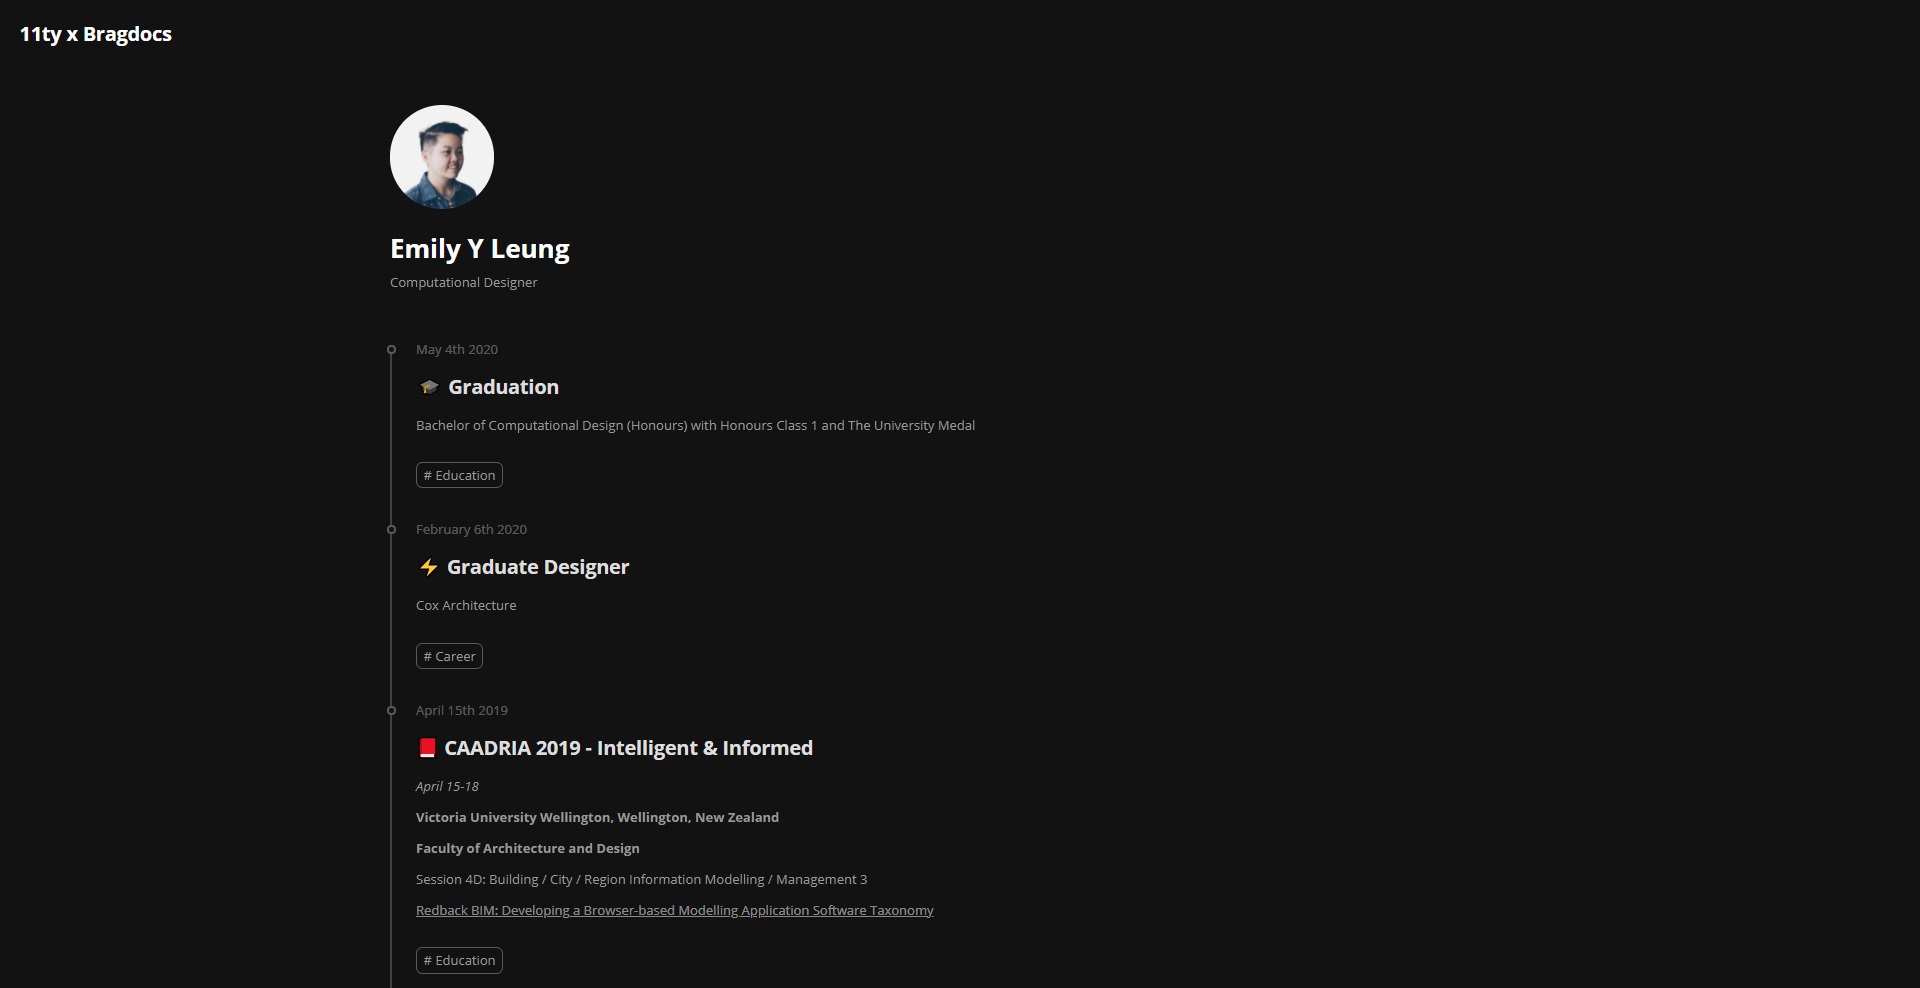 11ty x Bragdocs
Emily Y Leung
Computational Designer
May 4th 2020
🎓 Graduation
Bachelor of Computational Design (Honours) with Honours Class 1 and The University Medal
# Education
February 6th 2020
⚡ Graduate Designer
Cox Architecture
# Career
April 15th 2019
📕 CAADRIA 2019 - Intelligent & Informed
April 15-18
Victoria University Wellington, Wellington, New Zealand
Faculty of Architecture and Design
Session 4D: Building / City / Region Information Modelling / Management 3
Redback BIM: Developing a Browser-based Modelling Application Software Taxonomy
# Education